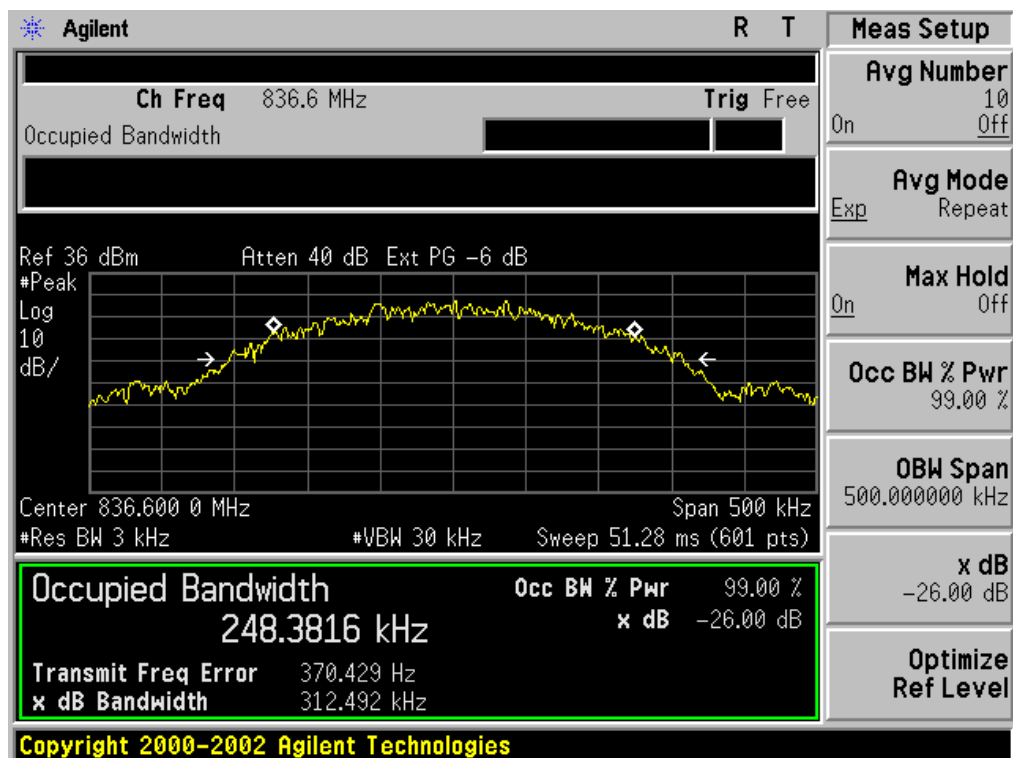 Agilent R T Meas Setup
Ch Freq 836.6 MHz Trig Free
Occupied Bandwidth
Avg Number
10
On Off
Avg Mode
Exp Repeat
Max Hold
On Off
Occ BW % Pwr
99.00 %
OBW Span
500.000000 kHz
x dB
-26.00 dB
Optimize
Ref Level
Ref 36 dBm Atten 40 dB Ext PG -6 dB
#Peak
Log
10
dB/
Center 836.600 0 MHz Span 500 kHz
#Res BW 3 kHz #VBW 30 kHz Sweep 51.28 ms (601 pts)
Occupied Bandwidth Occ BW % Pwr 99.00 %
248.3816 kHz x dB -26.00 dB
Transmit Freq Error 370.429 Hz
x dB Bandwidth 312.492 kHz
Copyright 2000-2002 Agilent Technologies